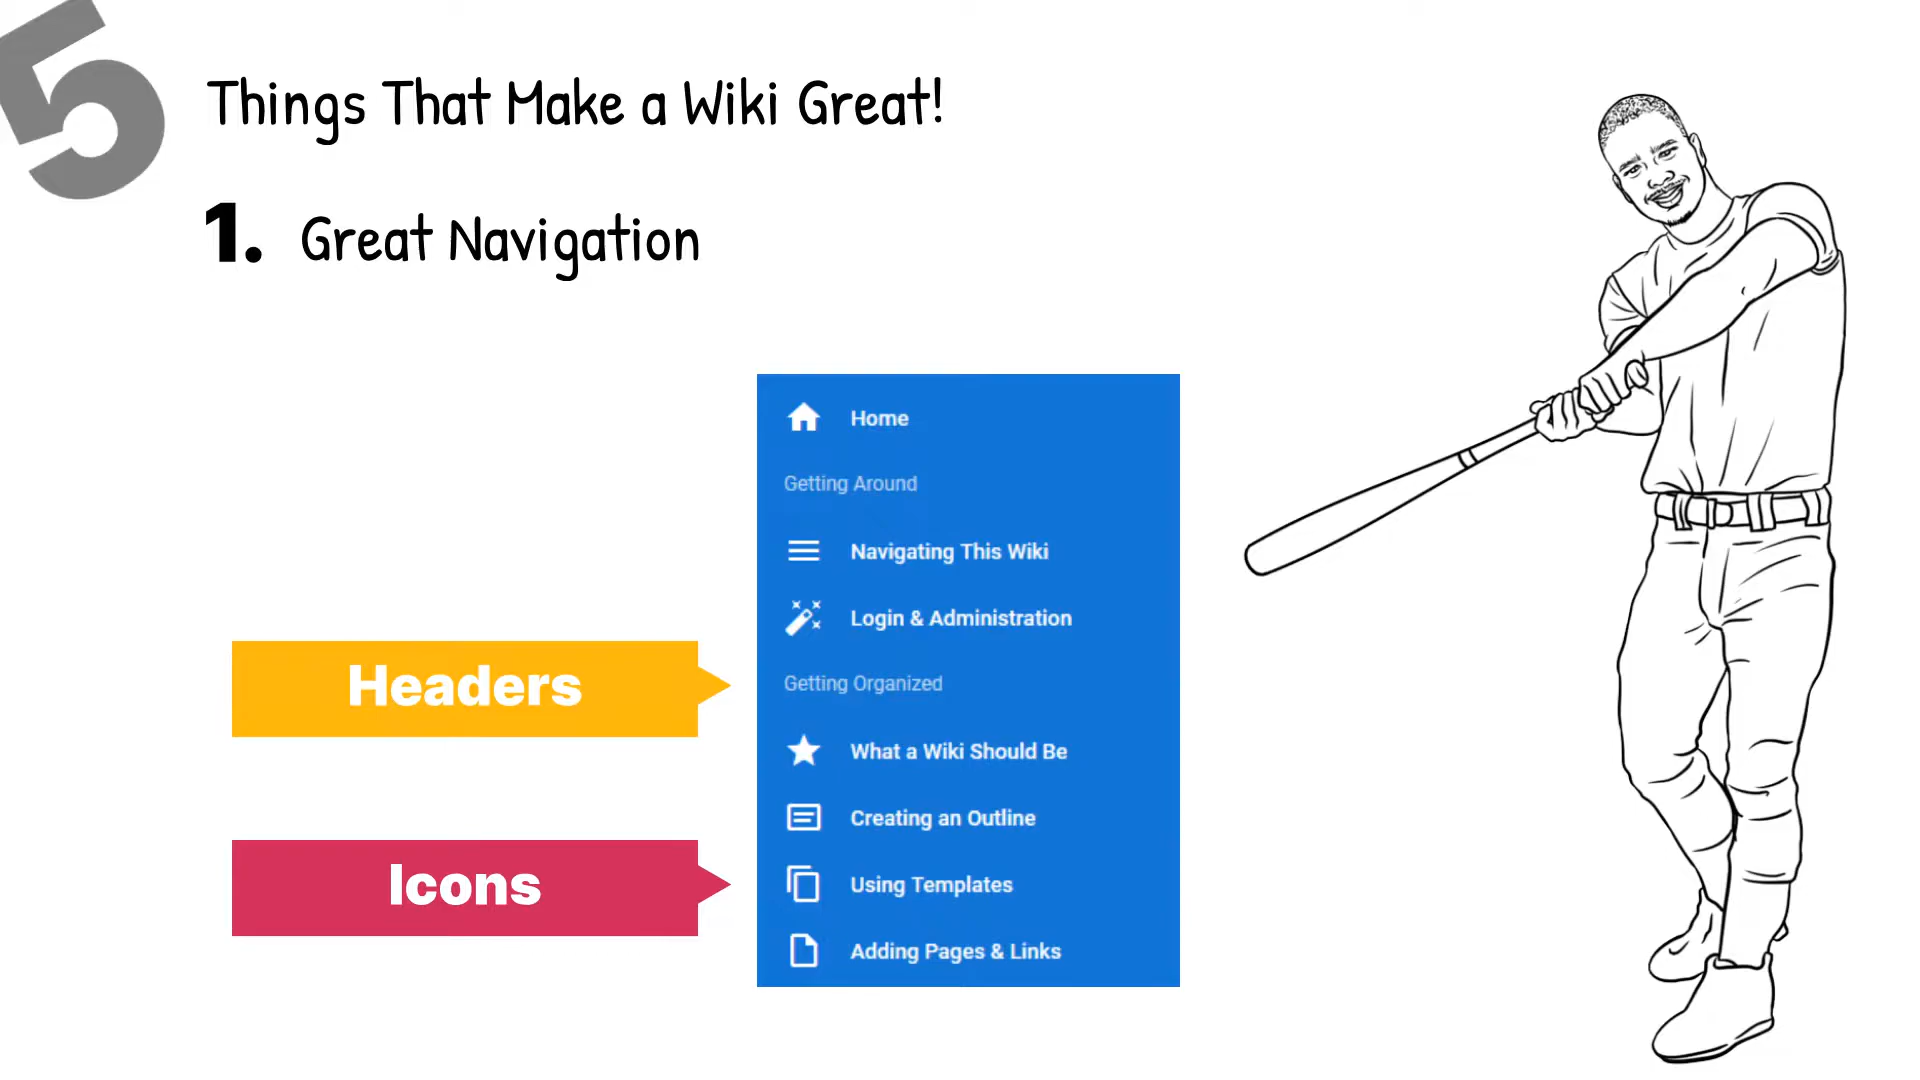 5
Things That Make a Wiki Great!
1. Great Navigation
Home
Getting Around
Navigating This Wiki
Login & Administration
Headers
Getting Organized
What a Wiki Should Be
Creating an Outline
Icons
Using Templates
Adding Pages & Links